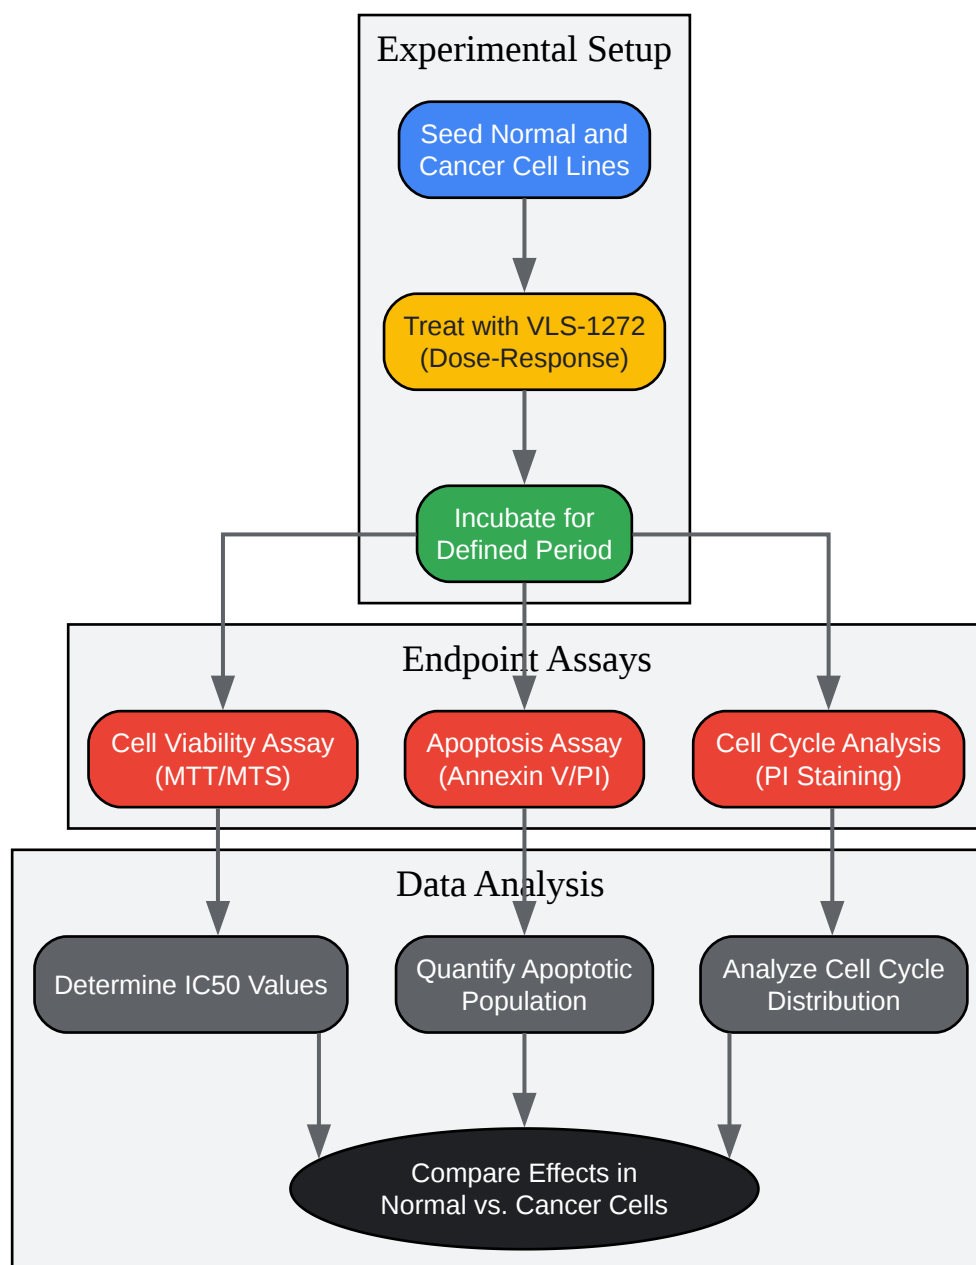 Experimental Setup
Seed Normal and
Cancer Cell Lines
Treat with VLS-1272
(Dose-Response)
Incubate for
Defined Period
Endpoint Assays
Cell Viability Assay
(MTT/MTS)
Apoptosis Assay
(Annexin V/PI)
Cell Cycle Analysis
(PI Staining)
Data Analysis
Determine IC50 Values
Quantify Apoptotic
Population
Analyze Cell Cycle
Distribution
Compare Effects in
Normal vs. Cancer Cells